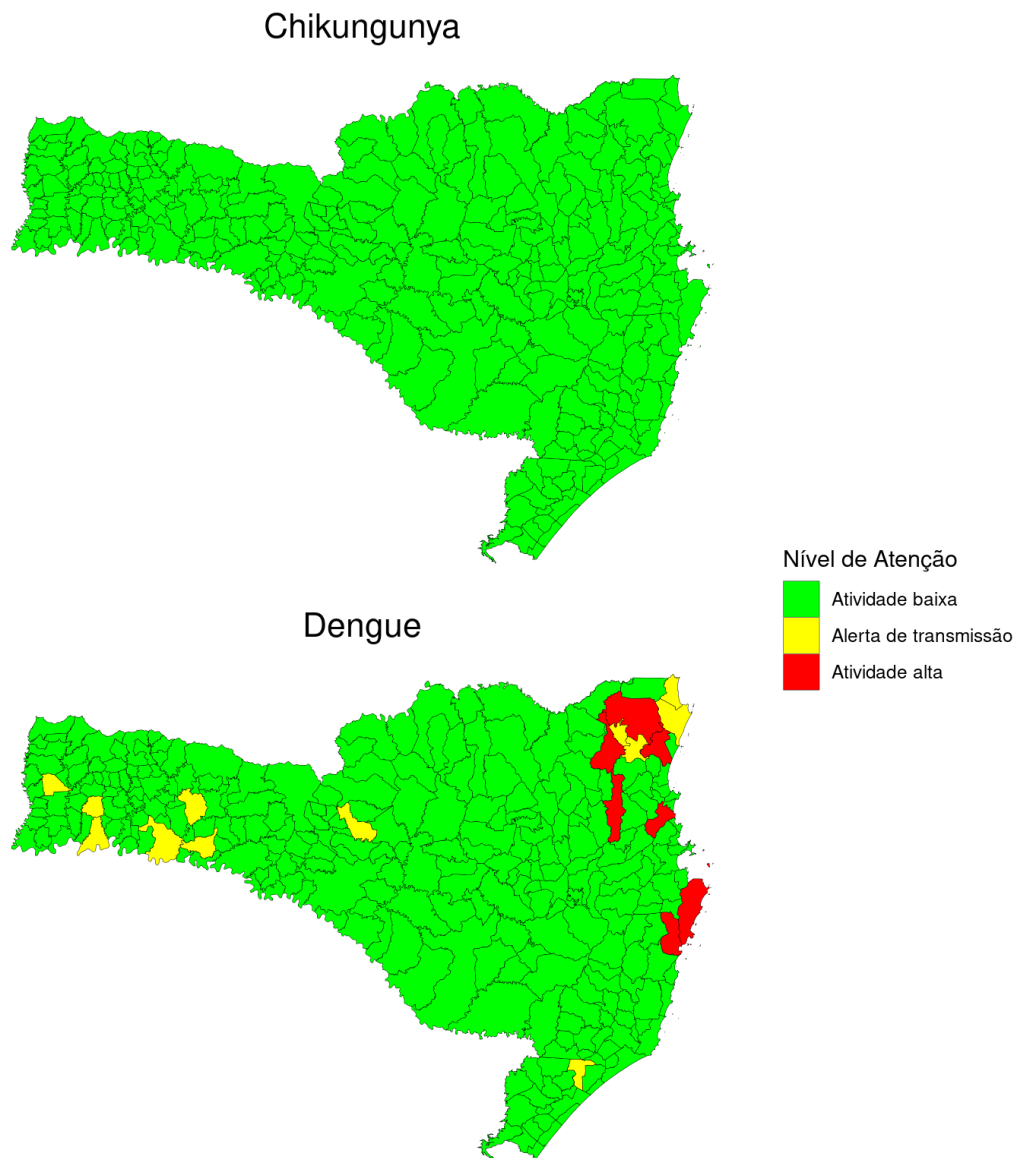 Chikungunya
Nível de Atenção
Atividade baixa
Alerta de transmissão
Atividade alta
Dengue